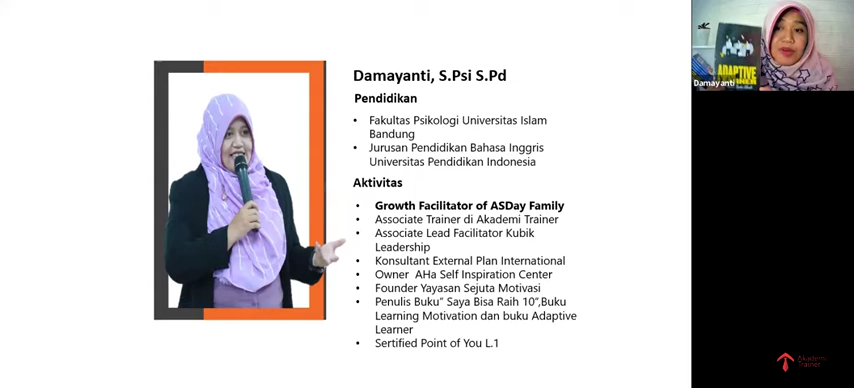 Damayanti, S.Psi S.Pd
Pendidikan
• Fakultas Psikologi Universitas Islam
Bandung
• Jurusan Pendidikan Bahasa Inggris
Universitas Pendidikan Indonesia
Aktivitas
• Growth Facilitator of ASDay Family
• Associate Trainer di Akademi Trainer
• Associate Lead Facilitator Kubik
Leadership
• Konsultant External Plan International
• Owner AHa Self Inspiration Center
• Founder Yayasan Sejuta Motivasi
• Penulis Buku" Saya Bisa Raih 10",Buku
Learning Motivation dan buku Adaptive
Learner
• Sertified Point of You L.1
ADAPTIVE
Damayanti
Akademi
Trainer